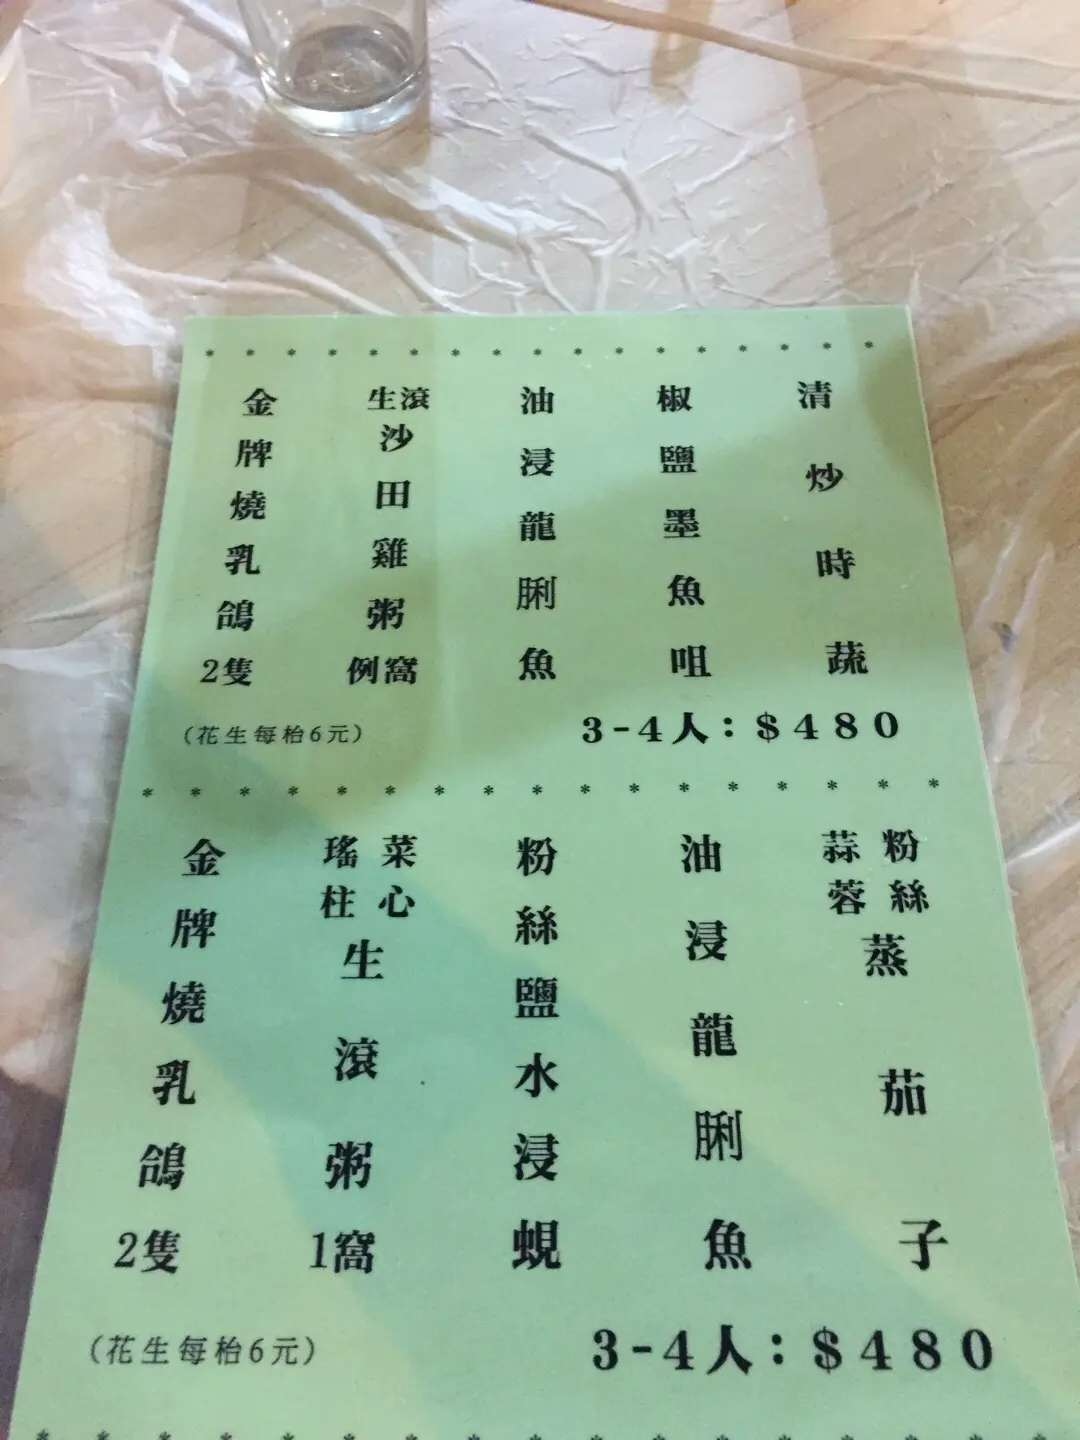 金牌燒乳鴿2隻
生滾沙田雞粥例窩
油浸龍脷魚
椒鹽墨魚咀
清炒時蔬
(花生每枱6元)
3-4人：$480
金牌燒乳鴿2隻
瑤柱菜心生滾粥1窩
粉絲鹽水浸蜆
油浸龍脷魚
蒜蓉粉絲蒸茄子
(花生每枱6元)
3-4人：$480